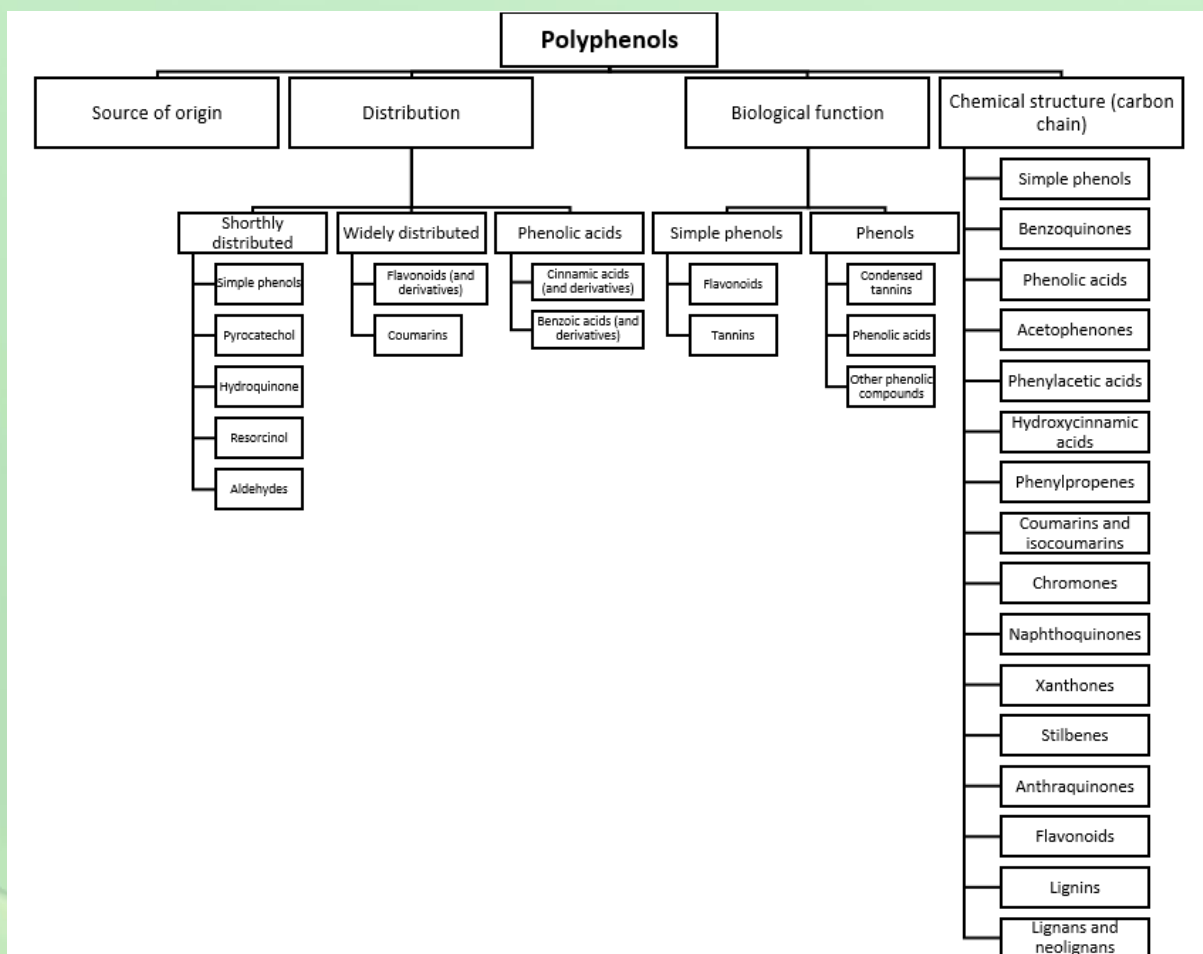 Polyphenols
Source of origin
Distribution
Biological function
Chemical structure (carbon
chain)
Shorthly
distributed
Simple phenols
Pyrocatechol
Hydroquinone
Resorcinol
Aldehydes
Widely distributed
Flavonoids (and
derivatives)
Coumarins
Phenolic acids
Cinnamic acids
(and derivatives)
Benzoic acids (and
derivatives)
Simple phenols
Flavonoids
Tannins
Phenols
Condensed
tannins
Phenolic acids
Other phenolic
compounds
Simple phenols
Benzoquinones
Phenolic acids
Acetophenones
Phenylacetic acids
Hydroxycinnamic
acids
Phenylpropenes
Coumarins and
isocoumarins
Chromones
Naphthoquinones
Xanthones
Stilbenes
Anthraquinones
Flavonoids
Lignins
Lignans and
neolignans